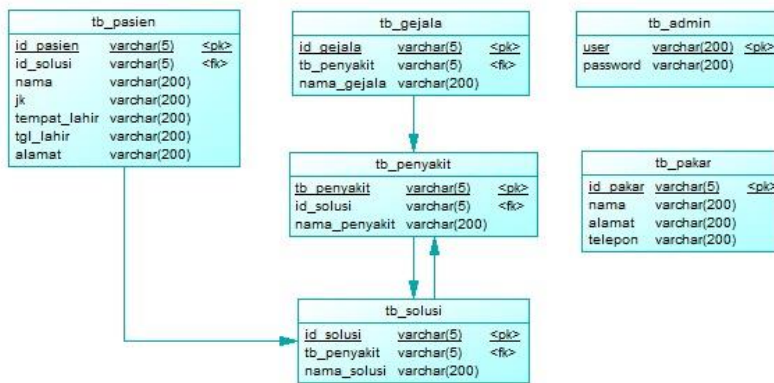 tb_pasien
id_pasien varchar(5) <pk>
id_solusi varchar(5) <fk>
nama varchar(200)
jk varchar(200)
tempat_lahir varchar(200)
tgl_lahir varchar(200)
alamat varchar(200)
tb_gejala
id_gejala varchar(5) <pk>
tb_penyakit varchar(5) <fk>
nama_gejala varchar(200)
tb_admin
user varchar(200) <pk>
password varchar(200)
tb_penyakit
tb_penyakit varchar(5) <pk>
id_solusi varchar(5) <fk>
nama_penyakit varchar(200)
tb_pakar
id_pakar varchar(5) <pk>
nama varchar(200)
alamat varchar(200)
telepon varchar(200)
tb_solusi
id_solusi varchar(5) <pk>
tb_penyakit varchar(5) <fk>
nama_solusi varchar(200)